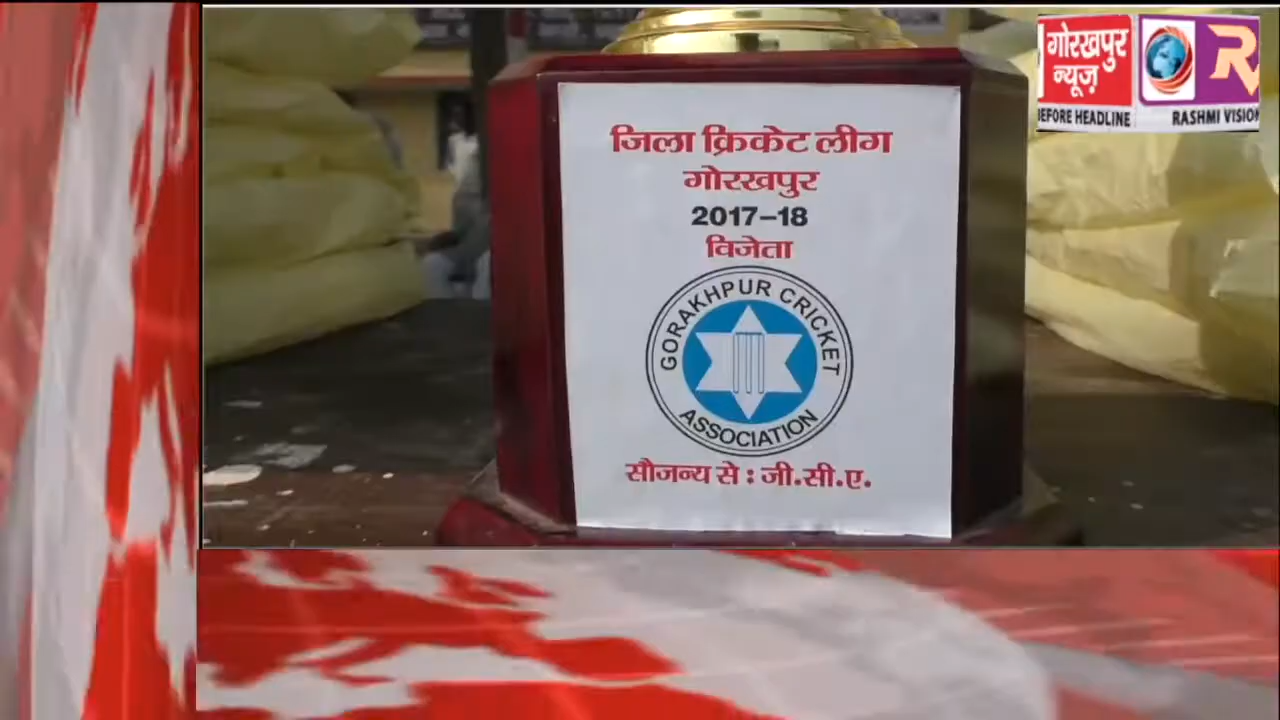 गोरखपुर
न्यूज़
BEFORE HEADLINE
RASHMI VISION
जिला क्रिकेट लीग
गोरखपुर
2017-18
विजेता
GORAKHPUR CRICKET
ASSOCIATION
सौजन्य से : जी.सी.ए.